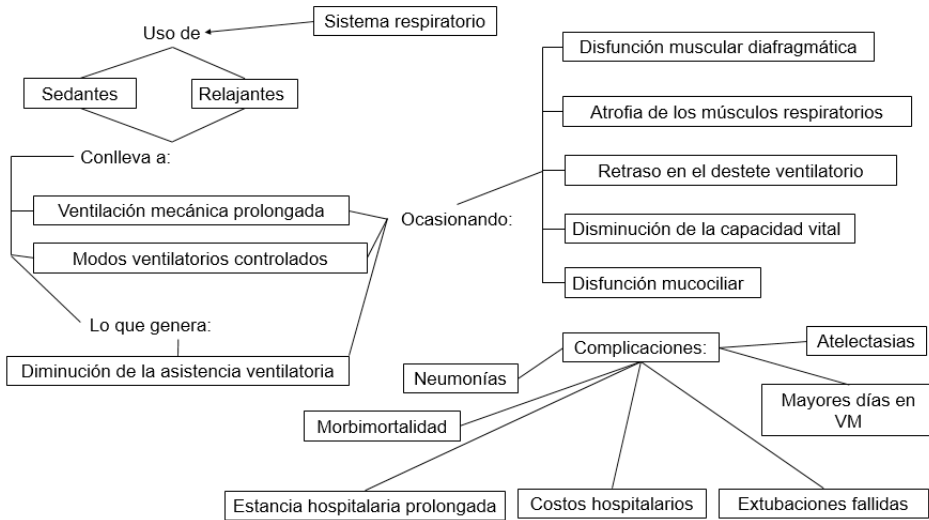 Sistema respiratorio
Uso de
Sedantes
Relajantes
Conlleva a:
Ventilación mecánica prolongada
Modos ventilatorios controlados
Lo que genera:
Diminución de la asistencia ventilatoria
Ocasionando:
Disfunción muscular diafragmática
Atrofia de los músculos respiratorios
Retraso en el destete ventilatorio
Disminución de la capacidad vital
Disfunción mucociliar
Complicaciones:
Atelectasias
Neumonías
Mayores días en
VM
Morbimortalidad
Estancia hospitalaria prolongada
Costos hospitalarios
Extubaciones fallidas